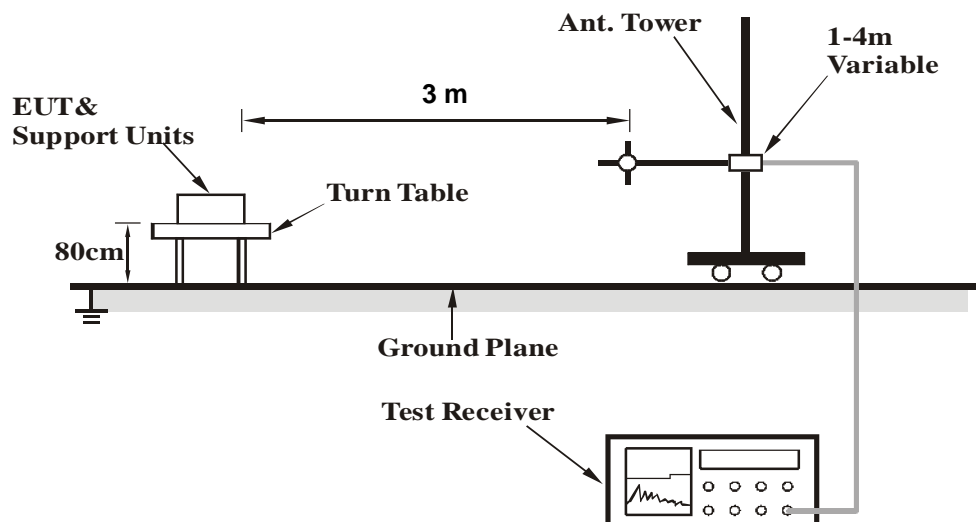 Ant. Tower
1-4m
Variable
3 m
EUT&
Support Units
Turn Table
80cm
Ground Plane
Test Receiver